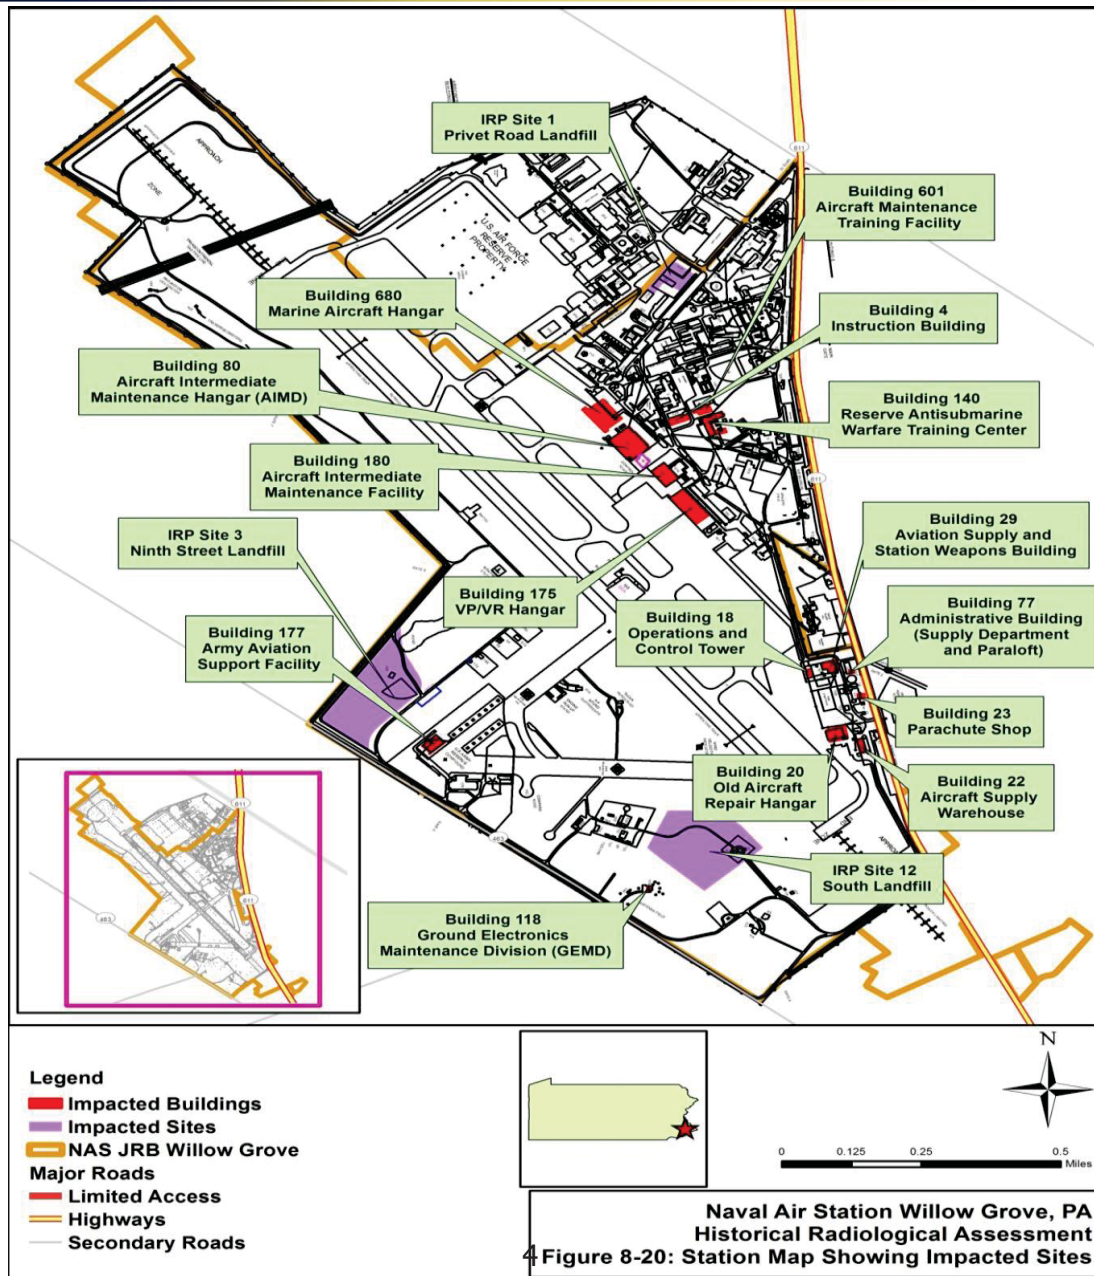 IRP Site 1
Privet Road Landfill
611
Building 601
Aircraft Maintenance
Training Facility
APPROACH
ZONE
U.S. AIR FORCE
RESERVE
PROPERTY
Building 680
Marine Aircraft Hangar
Building 4
Instruction Building
Building 80
Aircraft Intermediate
Maintenance Hangar (AIMD)
Building 140
Reserve Antisubmarine
Warfare Training Center
Building 180
Aircraft Intermediate
Maintenance Facility
611
IRP Site 3
Ninth Street Landfill
Building 29
Aviation Supply and
Station Weapons Building
Building 175
VP/VR Hangar
Building 18
Operations and
Control Tower
Building 77
Administrative Building
(Supply Department
and Paraloft)
Building 177
Army Aviation
Support Facility
Building 23
Parachute Shop
Building 20
Old Aircraft
Repair Hangar
Building 22
Aircraft Supply
Warehouse
463
IRP Site 12
South Landfill
Building 118
Ground Electronics
Maintenance Division (GEMD)
611
611
463
Legend
Impacted Buildings
Impacted Sites
NAS JRB Willow Grove
Major Roads
Limited Access
Highways
Secondary Roads
N
0 0.125 0.25 0.5
Miles
Naval Air Station Willow Grove, PA
Historical Radiological Assessment
4 Figure 8-20: Station Map Showing Impacted Sites